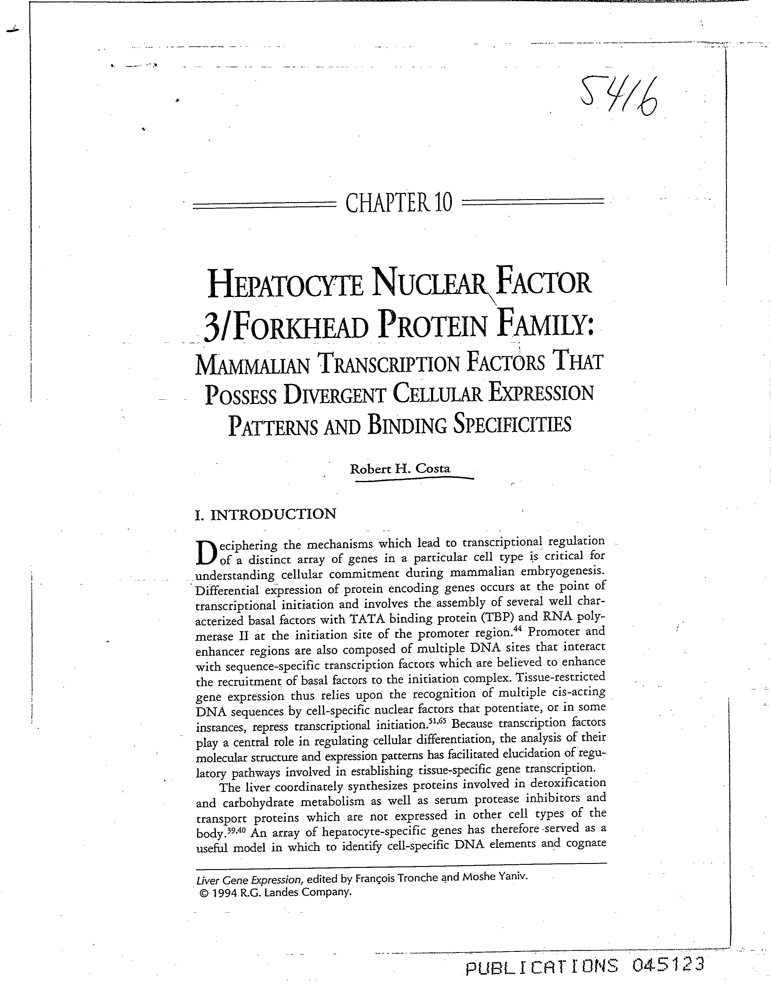 5416
CHAPTER 10
HEPATOCYTE NUCLEAR FACTOR
3/FORKHEAD PROTEIN FAMILY:
MAMMALIAN TRANSCRIPTION FACTORS THAT
POSSESS DIVERGENT CELLULAR EXPRESSION
PATTERNS AND BINDING SPECIFICITIES
Robert H. Costa
I. INTRODUCTION
Deciphering the mechanisms which lead to transcriptional regulation
of a distinct array of genes in a particular cell type is critical for
understanding cellular commitment during mammalian embryogenesis.
Differential expression of protein encoding genes occurs at the point of
transcriptional initiation and involves the assembly of several well char-
acterized basal factors with TATA binding protein (TBP) and RNA poly-
merase II at the initiation site of the promoter region.44 Promoter and
enhancer regions are also composed of multiple DNA sites that interact
with sequence-specific transcription factors which are believed to enhance
the recruitment of basal factors to the initiation complex. Tissue-restricted
gene expression thus relies upon the recognition of multiple cis-acting
DNA sequences by cell-specific nuclear factors that potentiate, or in some
instances, repress transcriptional initiation.51,65 Because transcription factors
play a central role in regulating cellular differentiation, the analysis of their
molecular structure and expression patterns has facilitated elucidation of regu-
latory pathways involved in establishing tissue-specific gene transcription.
The liver coordinately synthesizes proteins involved in detoxification
and carbohydrate metabolism as well as serum protease inhibitors and
transport proteins which are not expressed in other cell types of the
body.39,40 An array of hepatocyte-specific genes has therefore served as a
useful model in which to identify cell-specific DNA elements and cognate
Liver Gene Expression, edited by François Tronche and Moshe Yaniv.
© 1994 R.G. Landes Company.
PUBLICATIONS 045123